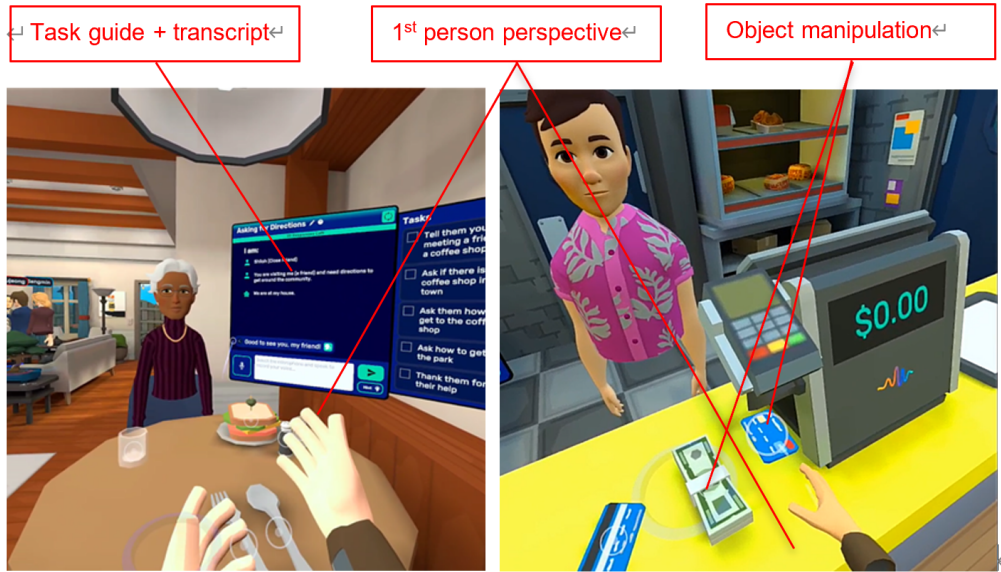 Task guide + transcript
1st person perspective
Object manipulation
Asking for Directions
I am:
You are visiting me (a friend) and need directions to
get around the community.
We are at my house.
Good to see you, my friend!
Tasks
Tell them you
meeting a frie
a coffee shop
Ask if there is
coffee shop in
town
Ask them how
get to the coff
shop
Ask how to get
the park
Thank them for
their help
$0.00